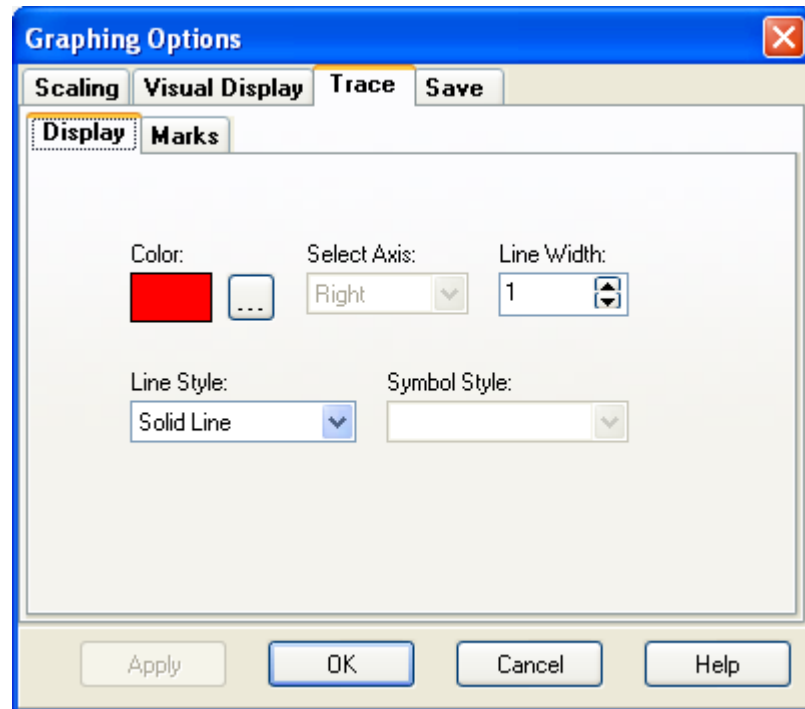 Graphing Options
Scaling Visual Display Trace Save
Display Marks
Color: Select Axis: Line Width:
... Right 1
Line Style: Symbol Style:
Solid Line
Apply OK Cancel Help